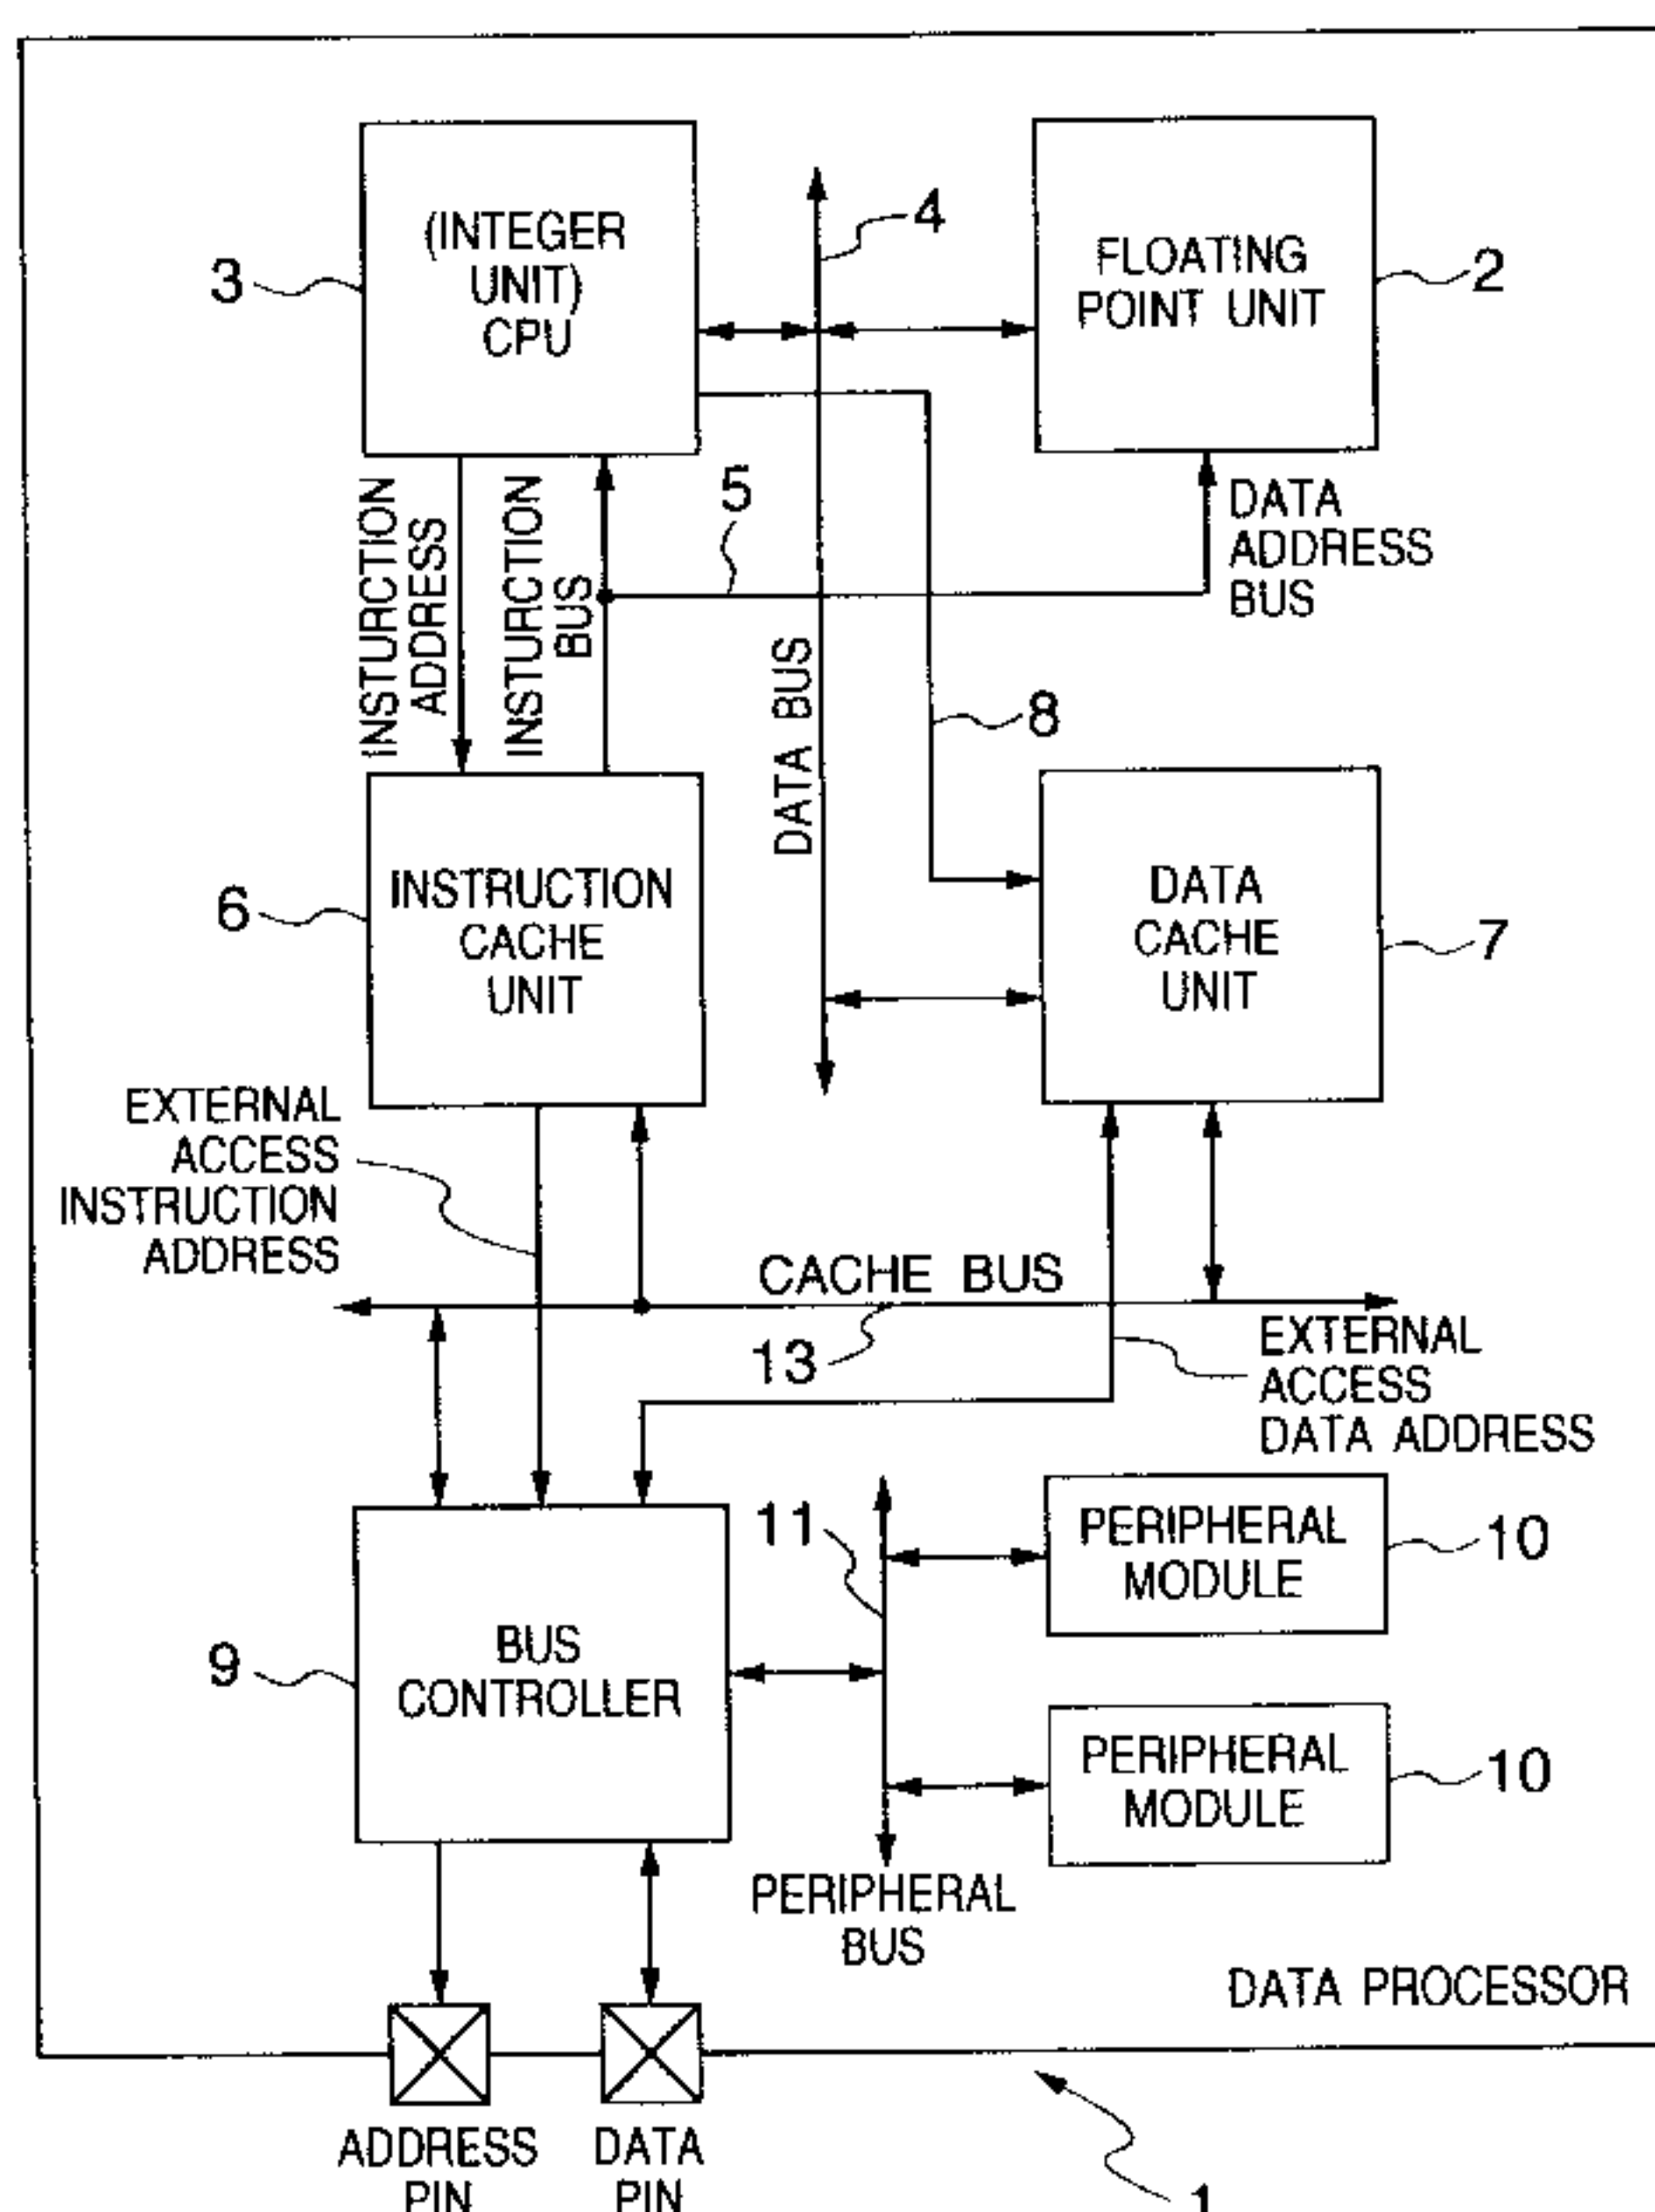 (INTEGER
UNIT)
CPU
3
4
FLOATING
POINT UNIT
2
INSTURCTION
ADDRESS
INSTURCTION
BUS
5
DATA
ADDRESS
BUS
DATA BUS
8
6
INSTRUCTION
CACHE
UNIT
DATA
CACHE
UNIT
7
EXTERNAL
ACCESS
INSTRUCTION
ADDRESS
CACHE BUS
13
EXTERNAL
ACCESS
DATA ADDRESS
11
PERIPHERAL
MODULE
10
9
BUS
CONTROLLER
PERIPHERAL
MODULE
10
PERIPHERAL
BUS
DATA PROCESSOR
ADDRESS
PIN
DATA
PIN
1